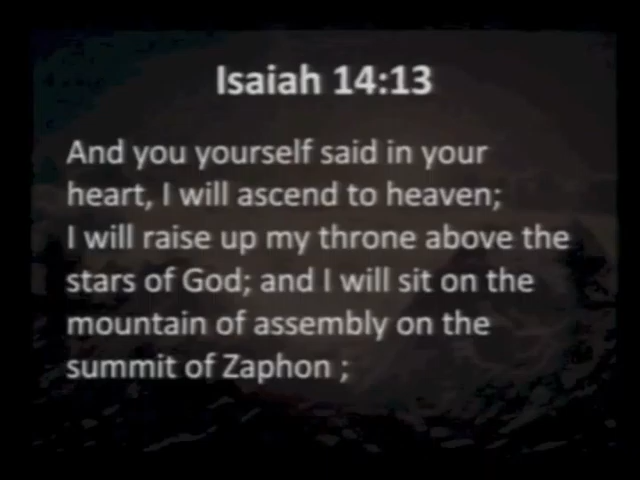 Isaiah 14:13
And you yourself said in your
heart, I will ascend to heaven;
I will raise up my throne above the
stars of God; and I will sit on the
mountain of assembly on the
summit of Zaphon ;